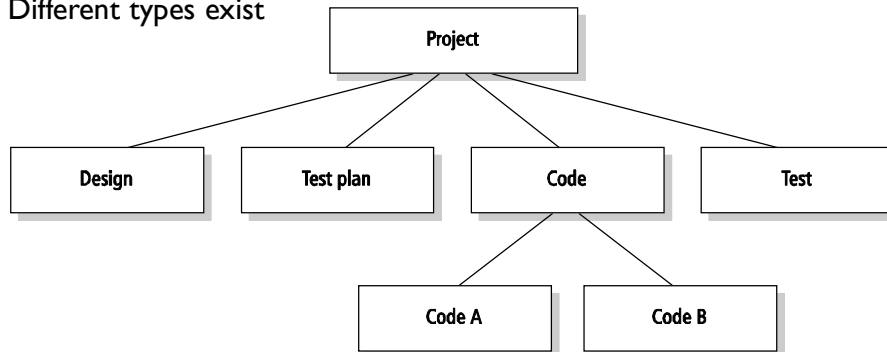 Different types exist
Project
Design
Test plan
Code
Test
Code A
Code B